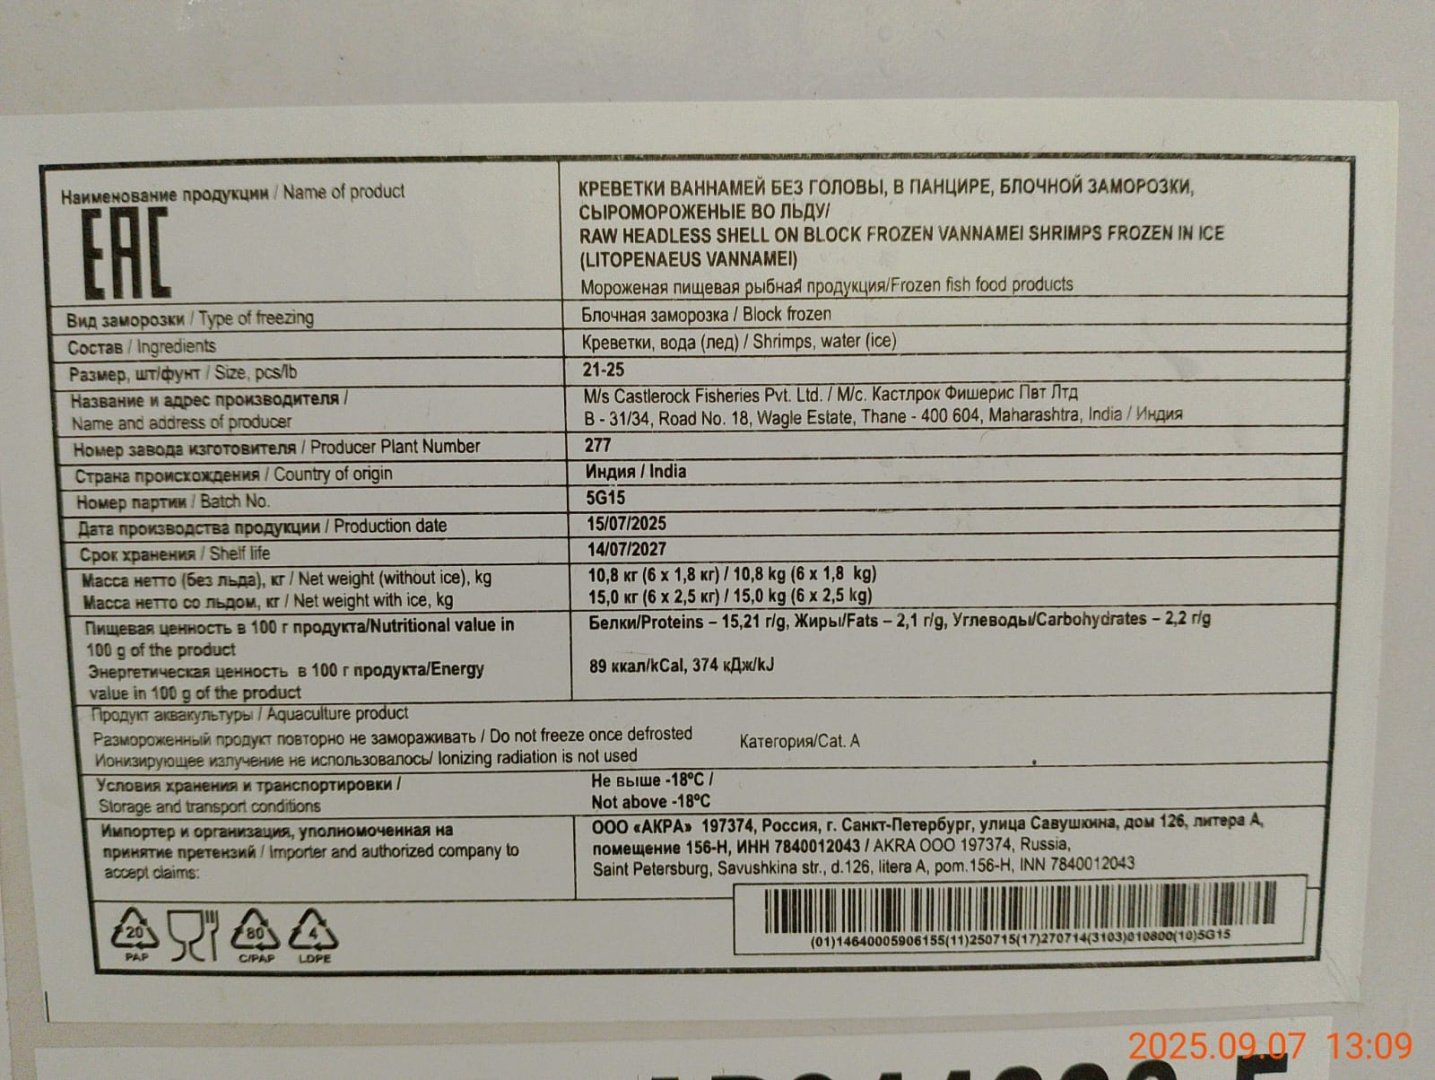 Наименование продукции / Name of product
EAC
КРЕВЕТКИ ВАННАМЕЙ БЕЗ ГОЛОВЫ, В ПАНЦИРЕ, БЛОЧНОЙ ЗАМОРОЗКИ,
СЫРОМОРОЖЕНЫЕ ВО ЛЬДУ/
RAW HEADLESS SHELL ON BLOCK FROZEN VANNAMEI SHRIMPS FROZEN IN ICE
(LITOPENAEUS VANNAMEI)
Мороженая пищевая рыбная продукция/Frozen fish food products
Вид заморозки / Type of freezing
Блочная заморозка / Block frozen
Состав / Ingredients
Креветки, вода (лед) / Shrimps, water (ice)
Размер, шт/фунт / Size, pcs/lb
21-25
Название и адрес производителя /
Name and address of producer
M/s Castlerock Fisheries Pvt. Ltd. / М/с. Кастлрок Фишерис Пвт Лтд
B - 31/34, Road No. 18, Wagle Estate, Thane - 400 604, Maharashtra, India / Индия
Номер завода изготовителя / Producer Plant Number
277
Страна происхождения / Country of origin
Индия / India
Номер партии / Batch No.
5G15
Дата производства продукции / Production date
15/07/2025
Срок хранения / Shelf life
14/07/2027
Масса нетто (без льда), кг / Net weight (without ice), kg
Масса нетто со льдом, кг / Net weight with ice, kg
10,8 кг (6 x 1,8 кг) / 10,8 kg (6 x 1,8 kg)
15,0 кг (6 x 2,5 кг) / 15,0 kg (6 x 2,5 kg)
Пищевая ценность в 100 г продукта/Nutritional value in
100 g of the product
Энергетическая ценность в 100 г продукта/Energy
value in 100 g of the product
Белки/Proteins – 15,21 г/g, Жиры/Fats – 2,1 г/g, Углеводы/Carbohydrates – 2,2 г/g
89 ккал/kCal, 374 кДж/kJ
Продукт аквакультуры / Aquaculture product
Размороженный продукт повторно не замораживать / Do not freeze once defrosted
Ионизирующее излучение не использовалось/ Ionizing radiation is not used
Категория/Cat. A
Условия хранения и транспортировки /
Storage and transport conditions
Не выше -18ºC /
Not above -18ºC
Импортер и организация, уполномоченная на
принятие претензий / Importer and authorized company to
accept claims:
ООО «АКРА» 197374, Россия, г. Санкт-Петербург, улица Савушкина, дом 126, литера А,
помещение 156-Н, ИНН 7840012043 / AKRA OOO 197374, Russia,
Saint Petersburg, Savushkina str., d.126, litera A, pom.156-H, INN 7840012043
20 PAP
80 C/PAP
4 LDPE
(01)14640005906155(11)250715(17)270714(3103)010800(10)5G15
2025.09.07 13:09